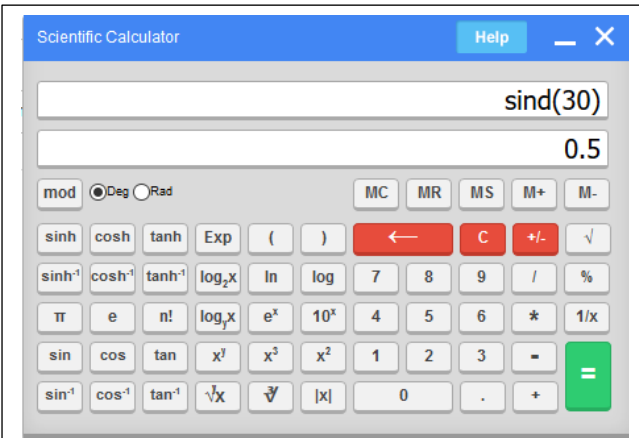 Scientific Calculator Help
sind(30)
0.5
mod Deg Rad MC MR MS M+ M-
sinh cosh tanh Exp ( ) ← C +/- √
sinh⁻¹ cosh⁻¹ tanh⁻¹ log₂x ln log 7 8 9 / %
π e n! logᵧx eˣ 10ˣ 4 5 6 * 1/x
sin cos tan xʸ x³ x² 1 2 3 - =
sin⁻¹ cos⁻¹ tan⁻¹ ʸ√x ∛ |x| 0 . +